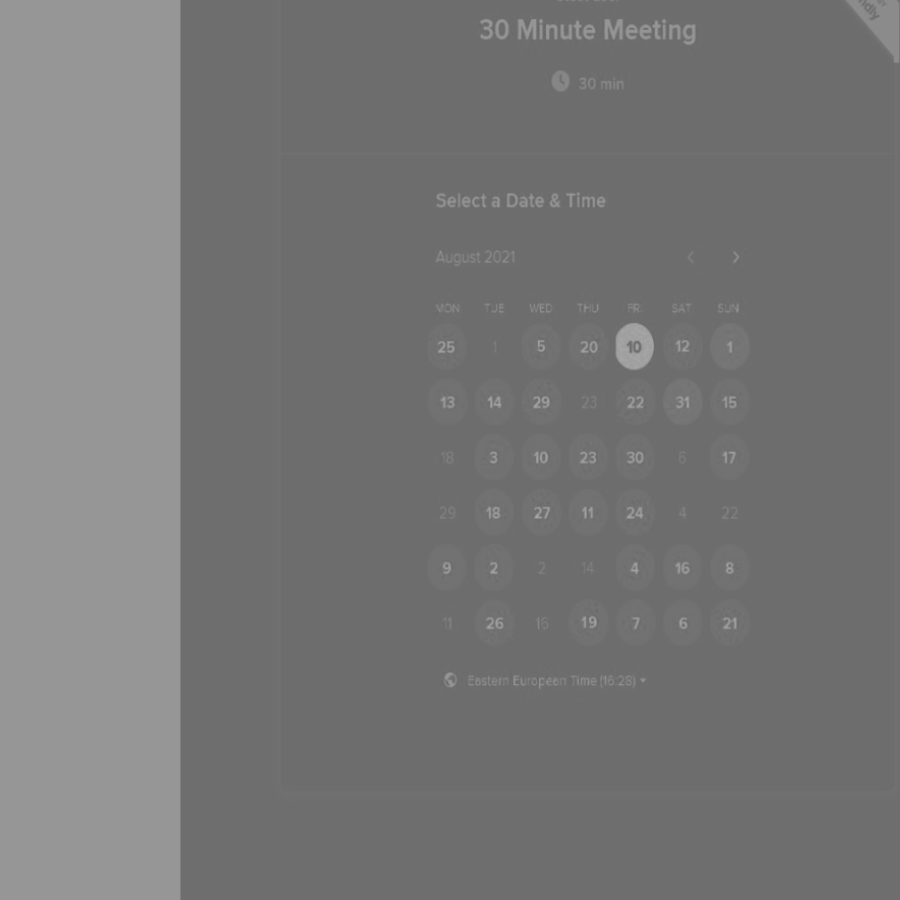 30 Minute Meeting
30 min
Select a Date & Time
August 2021
MON TUE WED THU FRI SAT SUN
25 1 5 20 10 12 1
13 14 29 23 22 31 15
18 3 10 23 30 6 17
29 18 27 11 24 4 22
9 2 2 14 4 16 8
11 26 16 19 7 6 21
Eastern European Time (16:28)